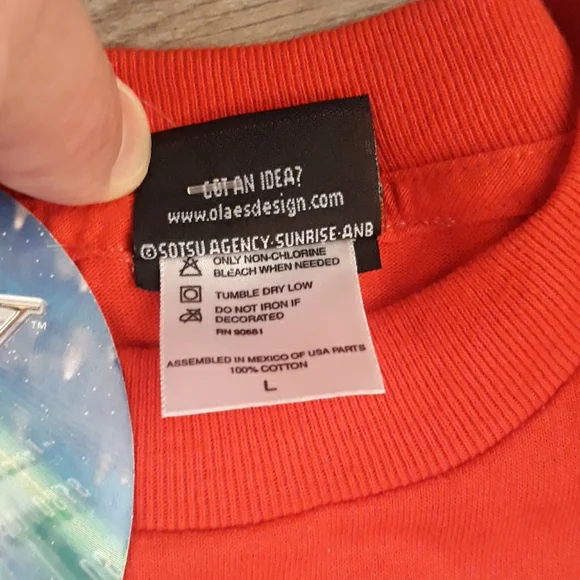 GOT AN IDEA?
www.olaesdesign.com
©SOTSU AGENCY·SUNRISE·ANB
ONLY NON-CHLORINE
BLEACH WHEN NEEDED
TUMBLE DRY LOW
DO NOT IRON IF
DECORATED
RN 90681
ASSEMBLED IN MEXICO OF USA PARTS
100% COTTON
L
TM